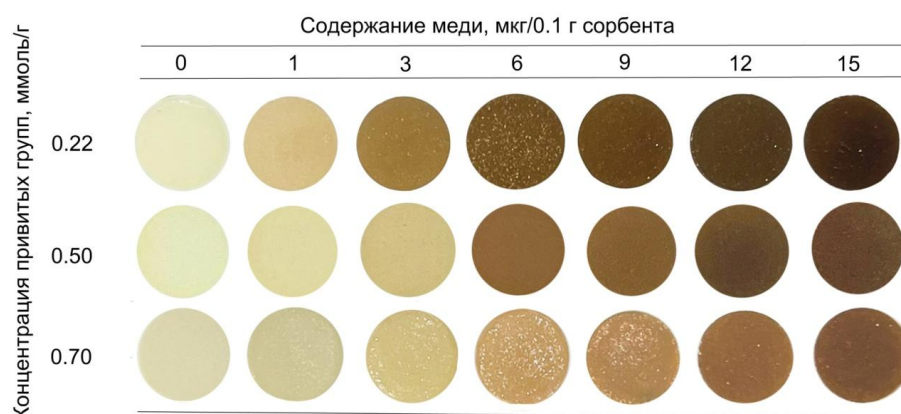 Содержание меди, мкг/0.1 г сорбента
0 1 3 6 9 12 15
Концентрация привитых групп, ммоль/г
0.22
0.50
0.70